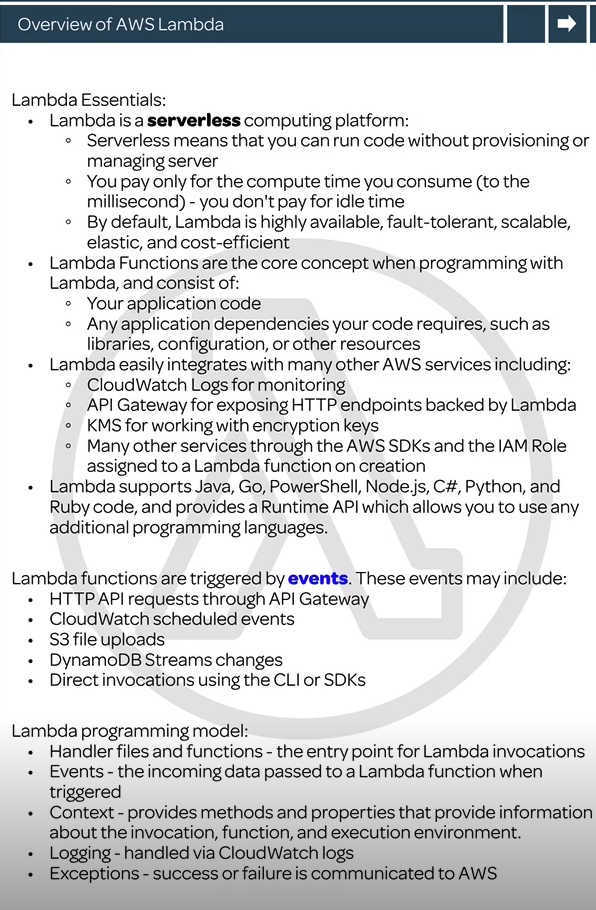 Overview of AWS Lambda
Lambda Essentials:
• Lambda is a serverless computing platform:
◦ Serverless means that you can run code without provisioning or
managing server
◦ You pay only for the compute time you consume (to the
millisecond) - you don't pay for idle time
◦ By default, Lambda is highly available, fault-tolerant, scalable,
elastic, and cost-efficient
• Lambda Functions are the core concept when programming with
Lambda, and consist of:
◦ Your application code
◦ Any application dependencies your code requires, such as
libraries, configuration, or other resources
• Lambda easily integrates with many other AWS services including:
◦ CloudWatch Logs for monitoring
◦ API Gateway for exposing HTTP endpoints backed by Lambda
◦ KMS for working with encryption keys
◦ Many other services through the AWS SDKs and the IAM Role
assigned to a Lambda function on creation
• Lambda supports Java, Go, PowerShell, Node.js, C#, Python, and
Ruby code, and provides a Runtime API which allows you to use any
additional programming languages.
Lambda functions are triggered by events. These events may include:
• HTTP API requests through API Gateway
• CloudWatch scheduled events
• S3 file uploads
• DynamoDB Streams changes
• Direct invocations using the CLI or SDKs
Lambda programming model:
• Handler files and functions - the entry point for Lambda invocations
• Events - the incoming data passed to a Lambda function when
triggered
• Context - provides methods and properties that provide information
about the invocation, function, and execution environment.
• Logging - handled via CloudWatch logs
• Exceptions - success or failure is communicated to AWS